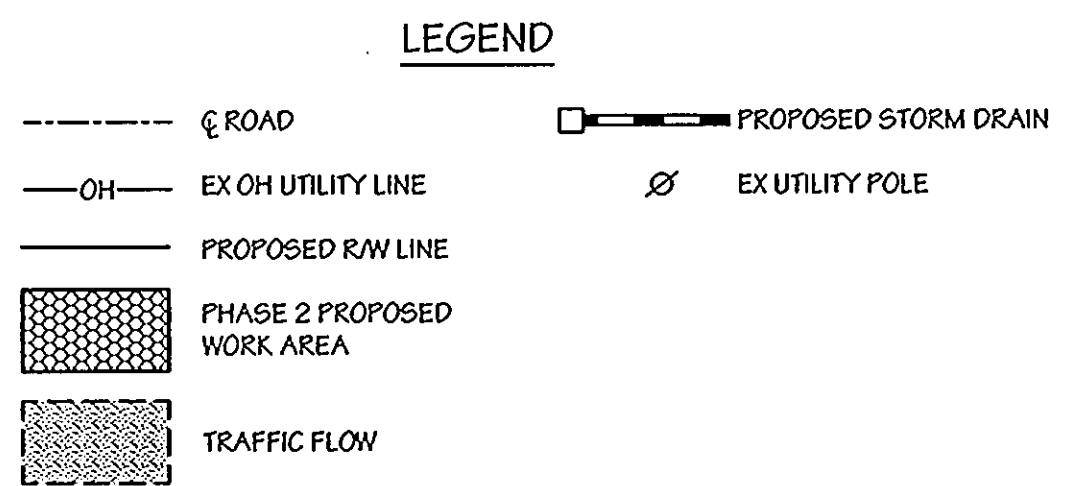 LEGEND
℄ ROAD
OH
EX OH UTILITY LINE
PROPOSED R/W LINE
PHASE 2 PROPOSED
WORK AREA
TRAFFIC FLOW
PROPOSED STORM DRAIN
EX UTILITY POLE